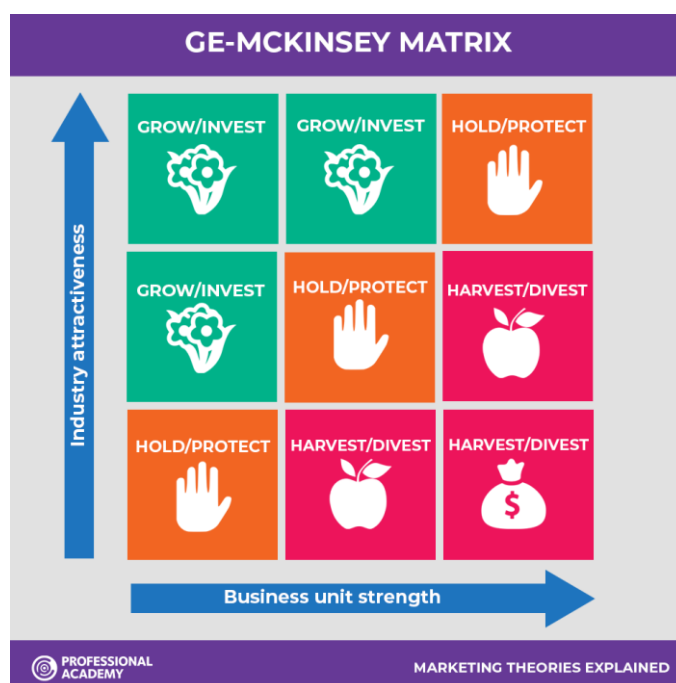 GE-MCKINSEY MATRIX
GROW/INVEST
GROW/INVEST
HOLD/PROTECT
Industry attractiveness
GROW/INVEST
HOLD/PROTECT
HARVEST/DIVEST
HOLD/PROTECT
HARVEST/DIVEST
HARVEST/DIVEST
$
Business unit strength
PROFESSIONAL
ACADEMY
MARKETING THEORIES EXPLAINED